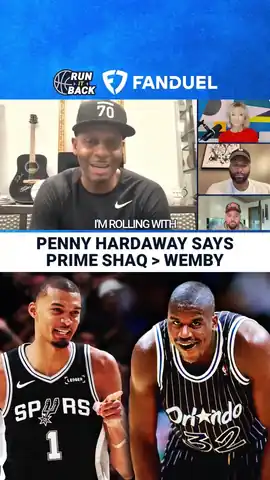 RUN IT BACK
FANDUEL
70
I'M ROLLING WITH
PENNY HARDAWAY SAYS
PRIME SHAQ > WEMBY
SPURS
1
ORLANDO
32